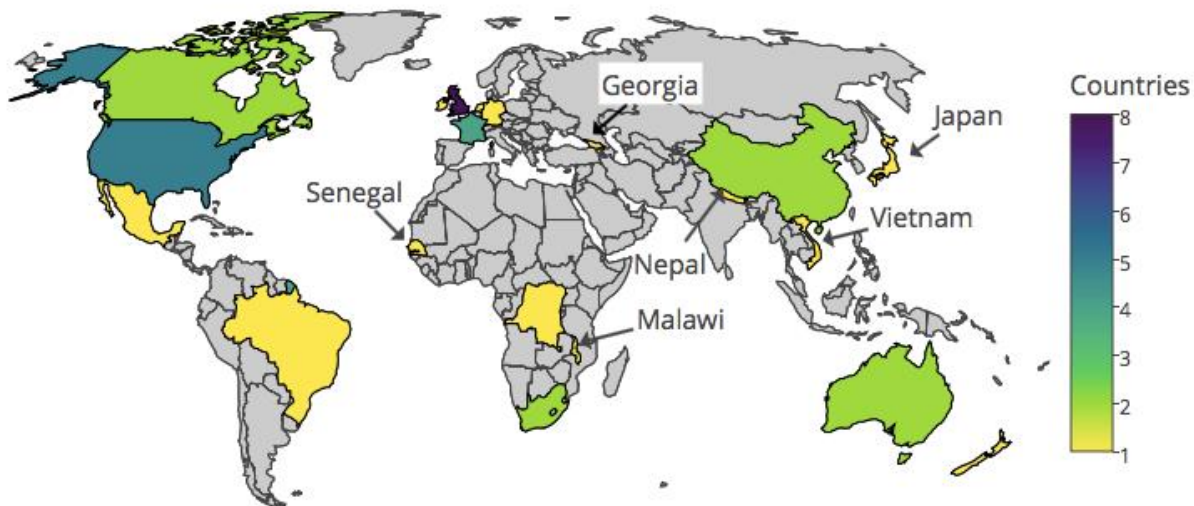 Georgia
Countries
Japan
Senegal
Vietnam
Nepal
Malawi
8
7
6
5
4
3
2
1